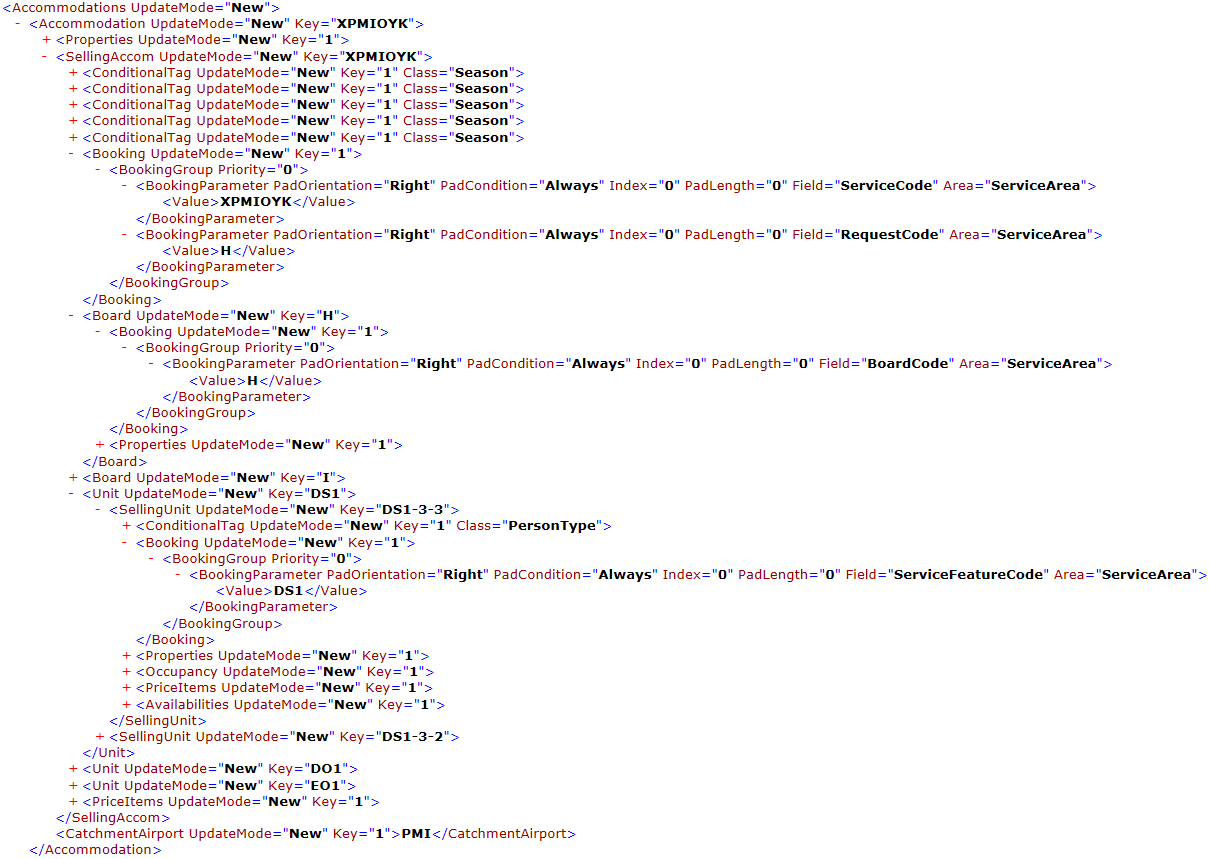 <Accommodations UpdateMode="New">
- <Accommodation UpdateMode="New" Key="XPMIOYK">
+ <Properties UpdateMode="New" Key="1">
- <SellingAccom UpdateMode="New" Key="XPMIOYK">
+ <ConditionalTag UpdateMode="New" Key="1" Class="Season">
+ <ConditionalTag UpdateMode="New" Key="1" Class="Season">
+ <ConditionalTag UpdateMode="New" Key="1" Class="Season">
+ <ConditionalTag UpdateMode="New" Key="1" Class="Season">
+ <ConditionalTag UpdateMode="New" Key="1" Class="Season">
- <Booking UpdateMode="New" Key="1">
- <BookingGroup Priority="0">
- <BookingParameter PadOrientation="Right" PadCondition="Always" Index="0" PadLength="0" Field="ServiceCode" Area="ServiceArea">
<Value>XPMIOYK</Value>
</BookingParameter>
- <BookingParameter PadOrientation="Right" PadCondition="Always" Index="0" PadLength="0" Field="RequestCode" Area="ServiceArea">
<Value>H</Value>
</BookingParameter>
</BookingGroup>
</Booking>
- <Board UpdateMode="New" Key="H">
- <Booking UpdateMode="New" Key="1">
- <BookingGroup Priority="0">
- <BookingParameter PadOrientation="Right" PadCondition="Always" Index="0" PadLength="0" Field="BoardCode" Area="ServiceArea">
<Value>H</Value>
</BookingParameter>
</BookingGroup>
</Booking>
+ <Properties UpdateMode="New" Key="1">
</Board>
+ <Board UpdateMode="New" Key="I">
- <Unit UpdateMode="New" Key="DS1">
- <SellingUnit UpdateMode="New" Key="DS1-3-3">
+ <ConditionalTag UpdateMode="New" Key="1" Class="PersonType">
- <Booking UpdateMode="New" Key="1">
- <BookingGroup Priority="0">
- <BookingParameter PadOrientation="Right" PadCondition="Always" Index="0" PadLength="0" Field="ServiceFeatureCode" Area="ServiceArea">
<Value>DS1</Value>
</BookingParameter>
</BookingGroup>
</Booking>
+ <Properties UpdateMode="New" Key="1">
+ <Occupancy UpdateMode="New" Key="1">
+ <PriceItems UpdateMode="New" Key="1">
+ <Availabilities UpdateMode="New" Key="1">
</SellingUnit>
+ <SellingUnit UpdateMode="New" Key="DS1-3-2">
</Unit>
+ <Unit UpdateMode="New" Key="DO1">
+ <Unit UpdateMode="New" Key="EO1">
+ <PriceItems UpdateMode="New" Key="1">
</SellingAccom>
<CatchmentAirport UpdateMode="New" Key="1">PMI</CatchmentAirport>
</Accommodation>